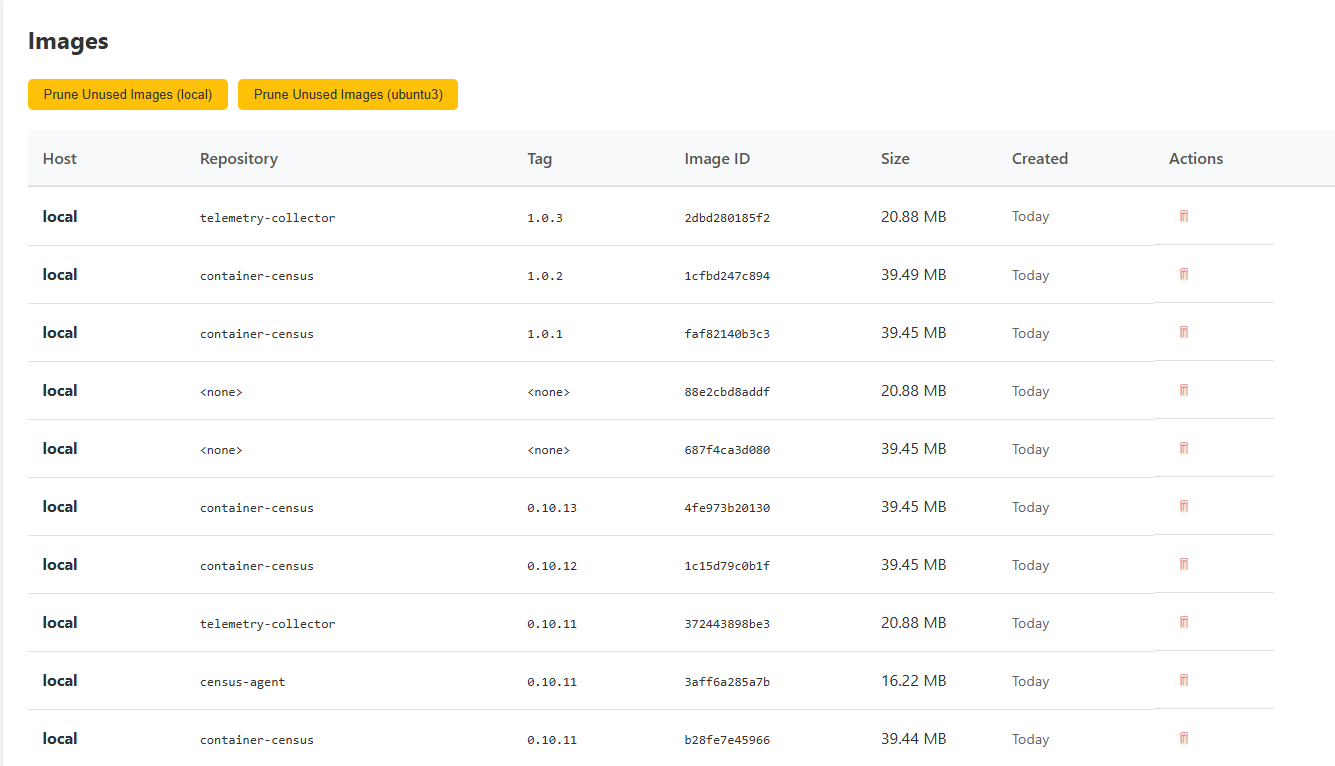 Images
Prune Unused Images (local) Prune Unused Images (ubuntu3)
Host Repository Tag Image ID Size Created Actions
local telemetry-collector 1.0.3 2dbd280185f2 20.88 MB Today
local container-census 1.0.2 1cfbd247c894 39.49 MB Today
local container-census 1.0.1 faf82140b3c3 39.45 MB Today
local <none> <none> 88e2cbd8addf 20.88 MB Today
local <none> <none> 687f4ca3d080 39.45 MB Today
local container-census 0.10.13 4fe973b20130 39.45 MB Today
local container-census 0.10.12 1c15d79c0b1f 39.45 MB Today
local telemetry-collector 0.10.11 372443898be3 20.88 MB Today
local census-agent 0.10.11 3aff6a285a7b 16.22 MB Today
local container-census 0.10.11 b28fe7e45966 39.44 MB Today